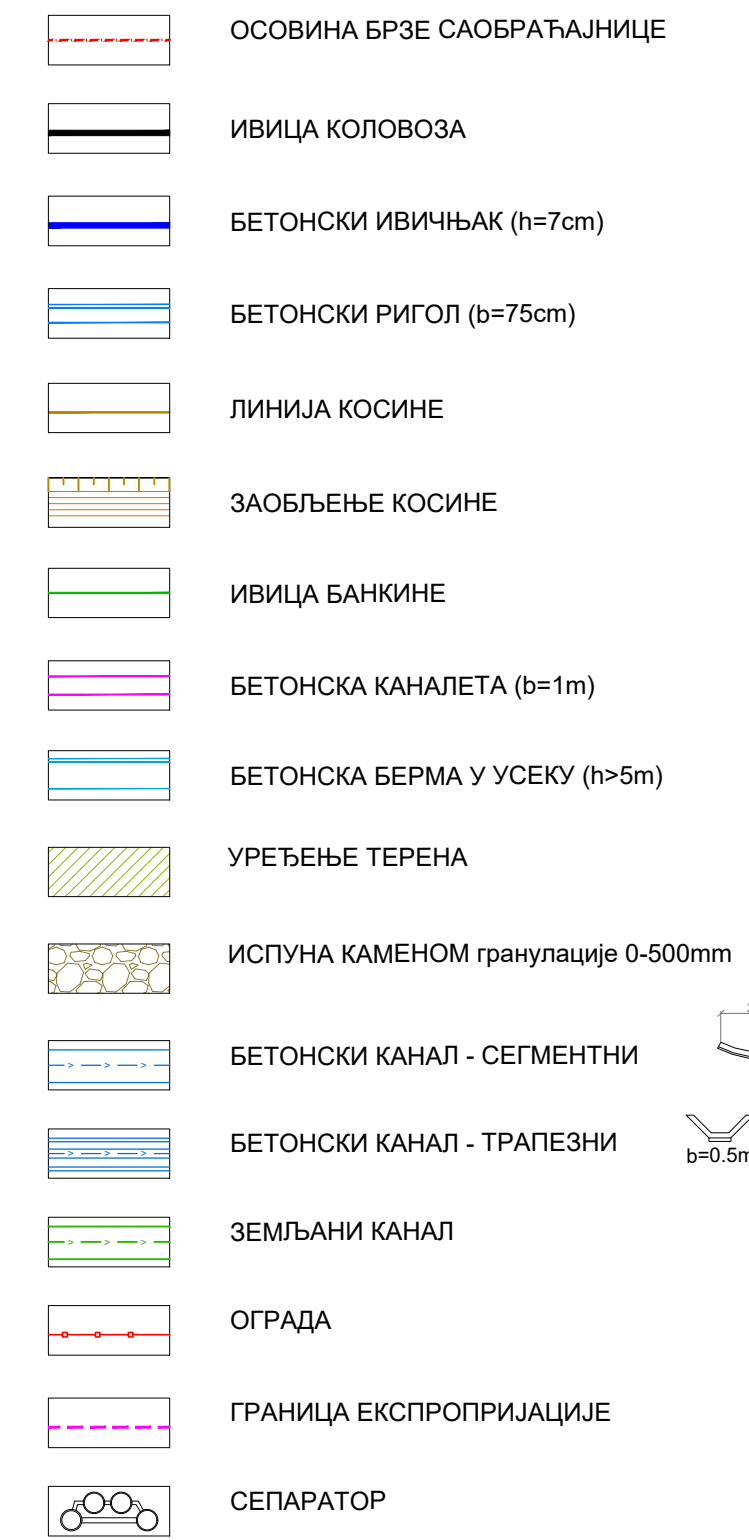 ОСОВИНА БРЗЕ САОБРАЋАЈНИЦЕ
ИВИЦА КОЛОВОЗА
БЕТОНСКИ ИВИЧЊАК (h=7cm)
БЕТОНСКИ РИГОЛ (b=75cm)
ЛИНИЈА КОСИНЕ
ЗАОБЉЕЊЕ КОСИНЕ
ИВИЦА БАНКИНЕ
БЕТОНСКА КАНАЛЕТА (b=1m)
БЕТОНСКА БЕРМА У УСЕКУ (h>5m)
УРЕЂЕЊЕ ТЕРЕНА
ИСПУНА КАМЕНОМ гранулације 0-500mm
БЕТОНСКИ КАНАЛ - СЕГМЕНТНИ
БЕТОНСКИ КАНАЛ - ТРАПЕЗНИ
b=0.5m
ЗЕМЉАНИ КАНАЛ
ОГРАДА
ГРАНИЦА ЕКСПРОПРИЈАЦИЈЕ
СЕПАРАТОР